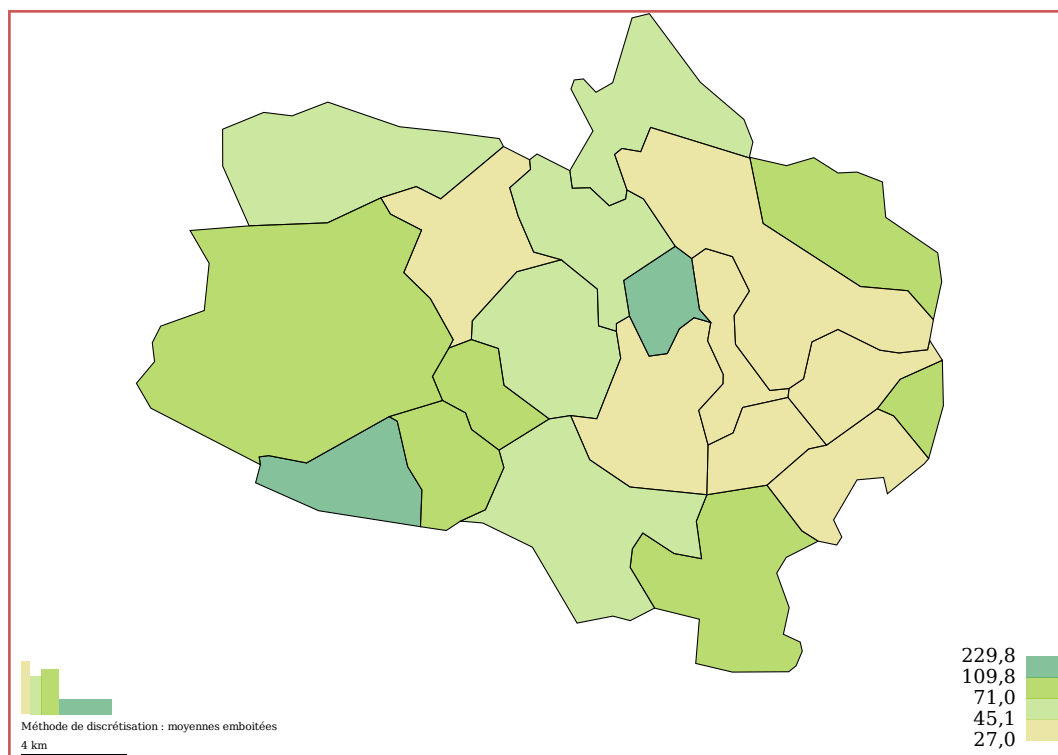 229,8
109,8
71,0
45,1
27,0
Méthode de discrétisation : moyennes emboitées
4 km